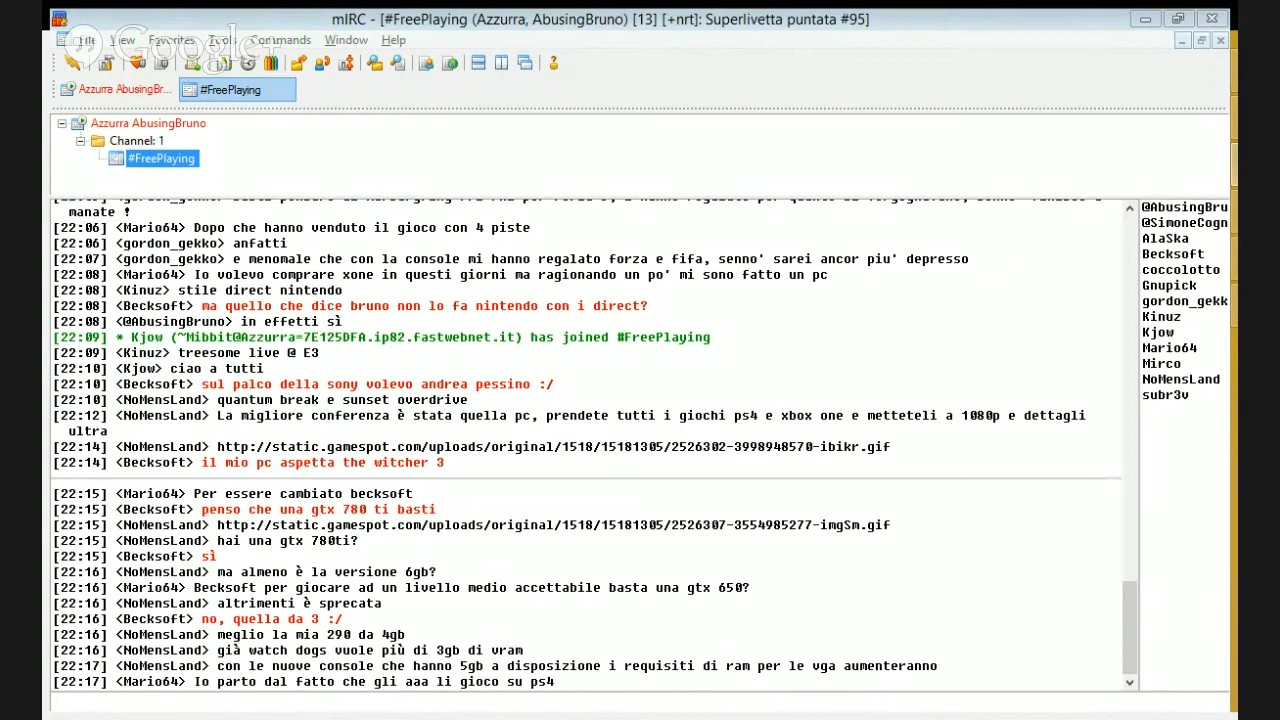 mIRC - [#FreePlaying (Azzurra, AbusingBruno) [13] [+nrt]: Superlivetta puntata #95]
File View Favorites Tools Commands Window Help
Azzurra AbusingBr... #FreePlaying
Azzurra AbusingBruno
Channel: 1
#FreePlaying
manate !
[22:06] <Mario64> Dopo che hanno venduto il gioco con 4 piste
[22:06] <gordon_gekko> anfatti
[22:07] <gordon_gekko> e menomale che con la console mi hanno regalato forza e fifa, senno' sarei ancor piu' depresso
[22:08] <Mario64> Io volevo comprare xone in questi giorni ma ragionando un po' mi sono fatto un pc
[22:08] <Kinuz> stile direct nintendo
[22:08] <Becksoft> ma quello che dice bruno non lo fa nintendo con i direct?
[22:08] <@AbusingBruno> in effetti sì
[22:09] * Kjow (~Mibbit@Azzurra=7E125DFA.ip82.fastwebnet.it) has joined #FreePlaying
[22:09] <Kinuz> treesome live @ E3
[22:10] <Kjow> ciao a tutti
[22:10] <Becksoft> sul palco della sony volevo andrea pessino :/
[22:10] <NoMensLand> quantum break e sunset overdrive
[22:12] <NoMensLand> La migliore conferenza è stata quella pc, prendete tutti i giochi ps4 e xbox one e metteteli a 1080p e dettagli
ultra
[22:14] <NoMensLand> http://static.gamespot.com/uploads/original/1518/15181305/2526302-3998948570-ibikr.gif
[22:14] <Becksoft> il mio pc aspetta the witcher 3
[22:15] <Mario64> Per essere cambiato becksoft
[22:15] <Becksoft> penso che una gtx 780 ti basti
[22:15] <NoMensLand> http://static.gamespot.com/uploads/original/1518/15181305/2526307-3554985277-imgSm.gif
[22:15] <NoMensLand> hai una gtx 780ti?
[22:15] <Becksoft> sì
[22:16] <NoMensLand> ma almeno è la versione 6gb?
[22:16] <Mario64> Becksoft per giocare ad un livello medio accettabile basta una gtx 650?
[22:16] <NoMensLand> altrimenti è sprecata
[22:16] <Becksoft> no, quella da 3 :/
[22:16] <NoMensLand> meglio la mia 290 da 4gb
[22:16] <NoMensLand> già watch dogs vuole più di 3gb di vram
[22:17] <NoMensLand> con le nuove console che hanno 5gb a disposizione i requisiti di ram per le vga aumenteranno
[22:17] <Mario64> Io parto dal fatto che gli aaa li gioco su ps4
@AbusingBru
@SimoneCogn
AlaSka
Becksoft
coccolotto
Gnupick
gordon_gekk
Kinuz
Kjow
Mario64
Mirco
NoMensLand
subr3v